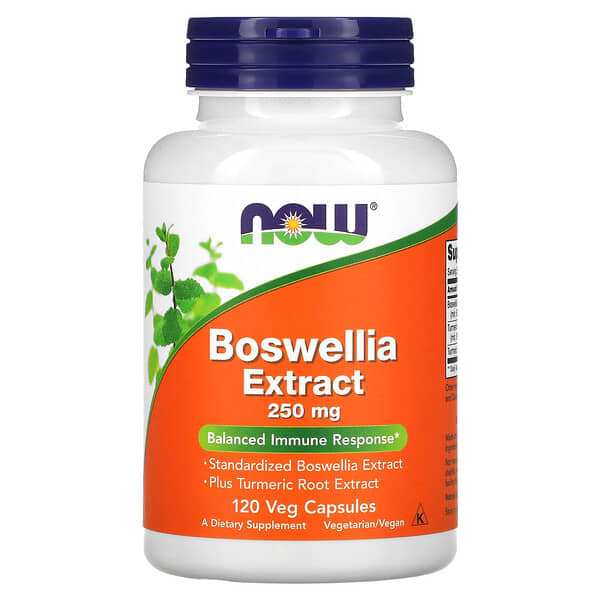 NOW®
Boswellia
Extract
250 mg
Balanced Immune Response*
• Standardized Boswellia Extract
• Plus Turmeric Root Extract
120 Veg Capsules
A Dietary Supplement Vegetarian/Vegan
K